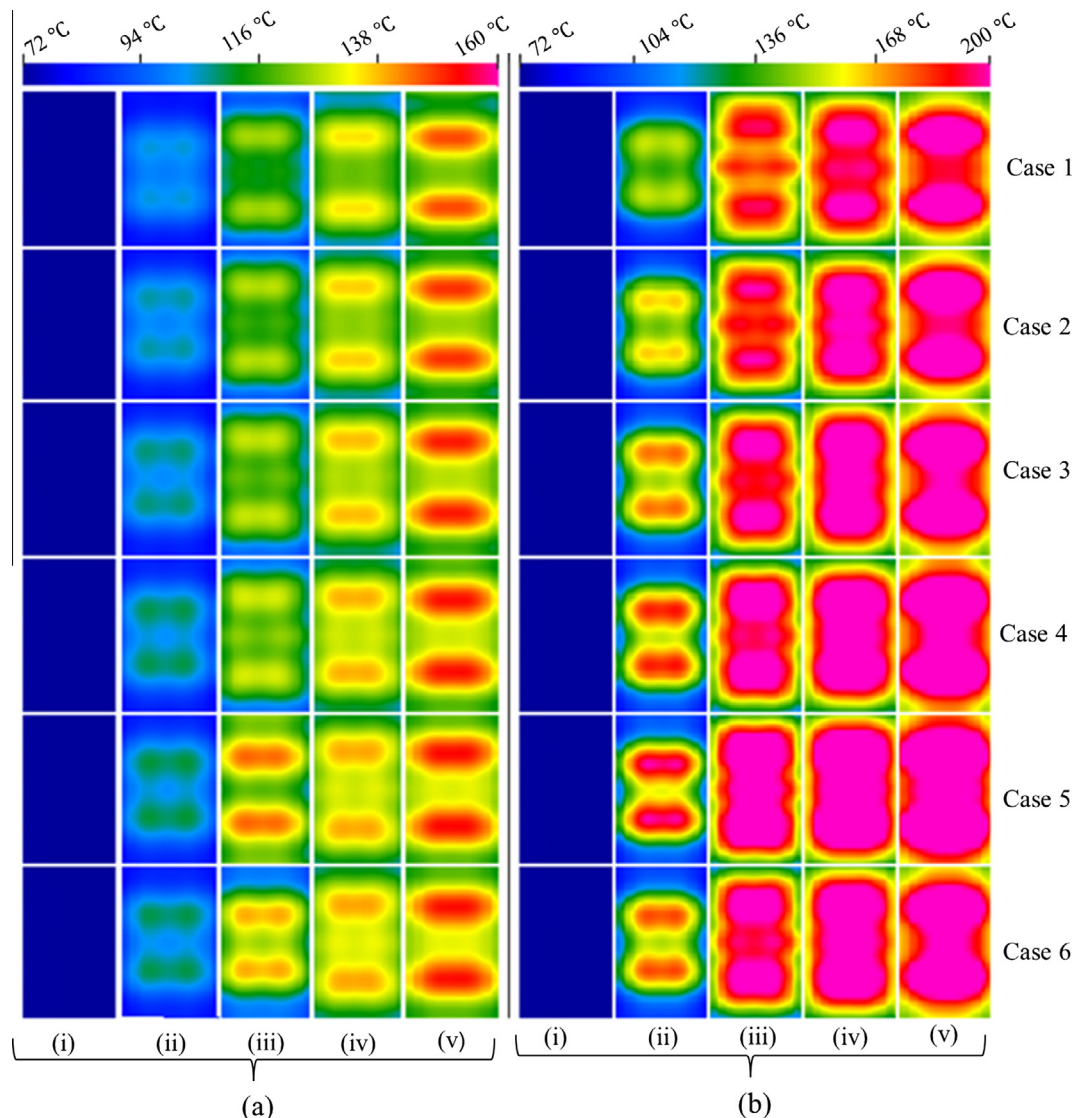 72 °C 94 °C 116 °C 138 °C 160 °C 72 °C 104 °C 136 °C 168 °C 200 °C
Case 1
Case 2
Case 3
Case 4
Case 5
Case 6
(i) (ii) (iii) (iv) (v) (i) (ii) (iii) (iv) (v)
(a) (b)